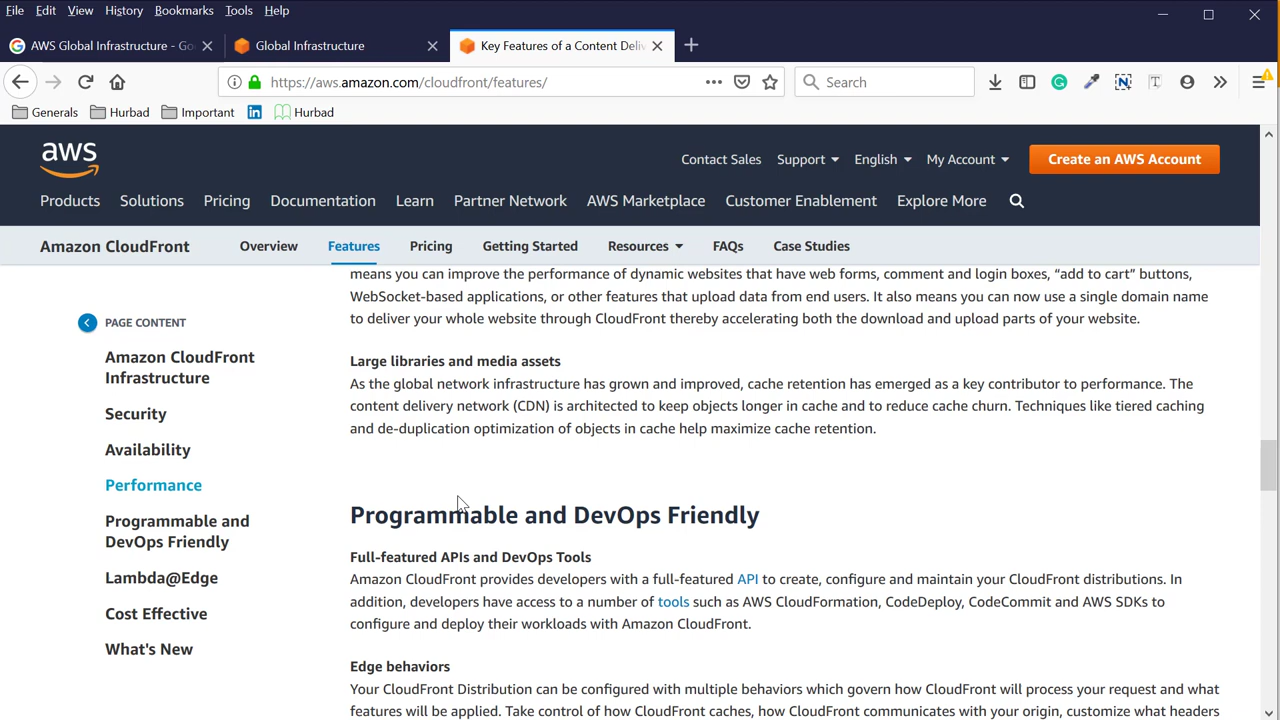 File Edit View History Bookmarks Tools Help
AWS Global Infrastructure - Go
Global Infrastructure
Key Features of a Content Deliv
https://aws.amazon.com/cloudfront/features/
Search
Generals Hurbad Important Hurbad
aws
Contact Sales Support English My Account Create an AWS Account
Products Solutions Pricing Documentation Learn Partner Network AWS Marketplace Customer Enablement Explore More
Amazon CloudFront Overview Features Pricing Getting Started Resources FAQs Case Studies
PAGE CONTENT
Amazon CloudFront
Infrastructure
Security
Availability
Performance
Programmable and
DevOps Friendly
Lambda@Edge
Cost Effective
What's New
means you can improve the performance of dynamic websites that have web forms, comment and login boxes, “add to cart” buttons,
WebSocket-based applications, or other features that upload data from end users. It also means you can now use a single domain name
to deliver your whole website through CloudFront thereby accelerating both the download and upload parts of your website.
Large libraries and media assets
As the global network infrastructure has grown and improved, cache retention has emerged as a key contributor to performance. The
content delivery network (CDN) is architected to keep objects longer in cache and to reduce cache churn. Techniques like tiered caching
and de-duplication optimization of objects in cache help maximize cache retention.
Programmable and DevOps Friendly
Full-featured APIs and DevOps Tools
Amazon CloudFront provides developers with a full-featured API to create, configure and maintain your CloudFront distributions. In
addition, developers have access to a number of tools such as AWS CloudFormation, CodeDeploy, CodeCommit and AWS SDKs to
configure and deploy their workloads with Amazon CloudFront.
Edge behaviors
Your CloudFront Distribution can be configured with multiple behaviors which govern how CloudFront will process your request and what
features will be applied. Take control of how CloudFront caches, how CloudFront communicates with your origin, customize what headers